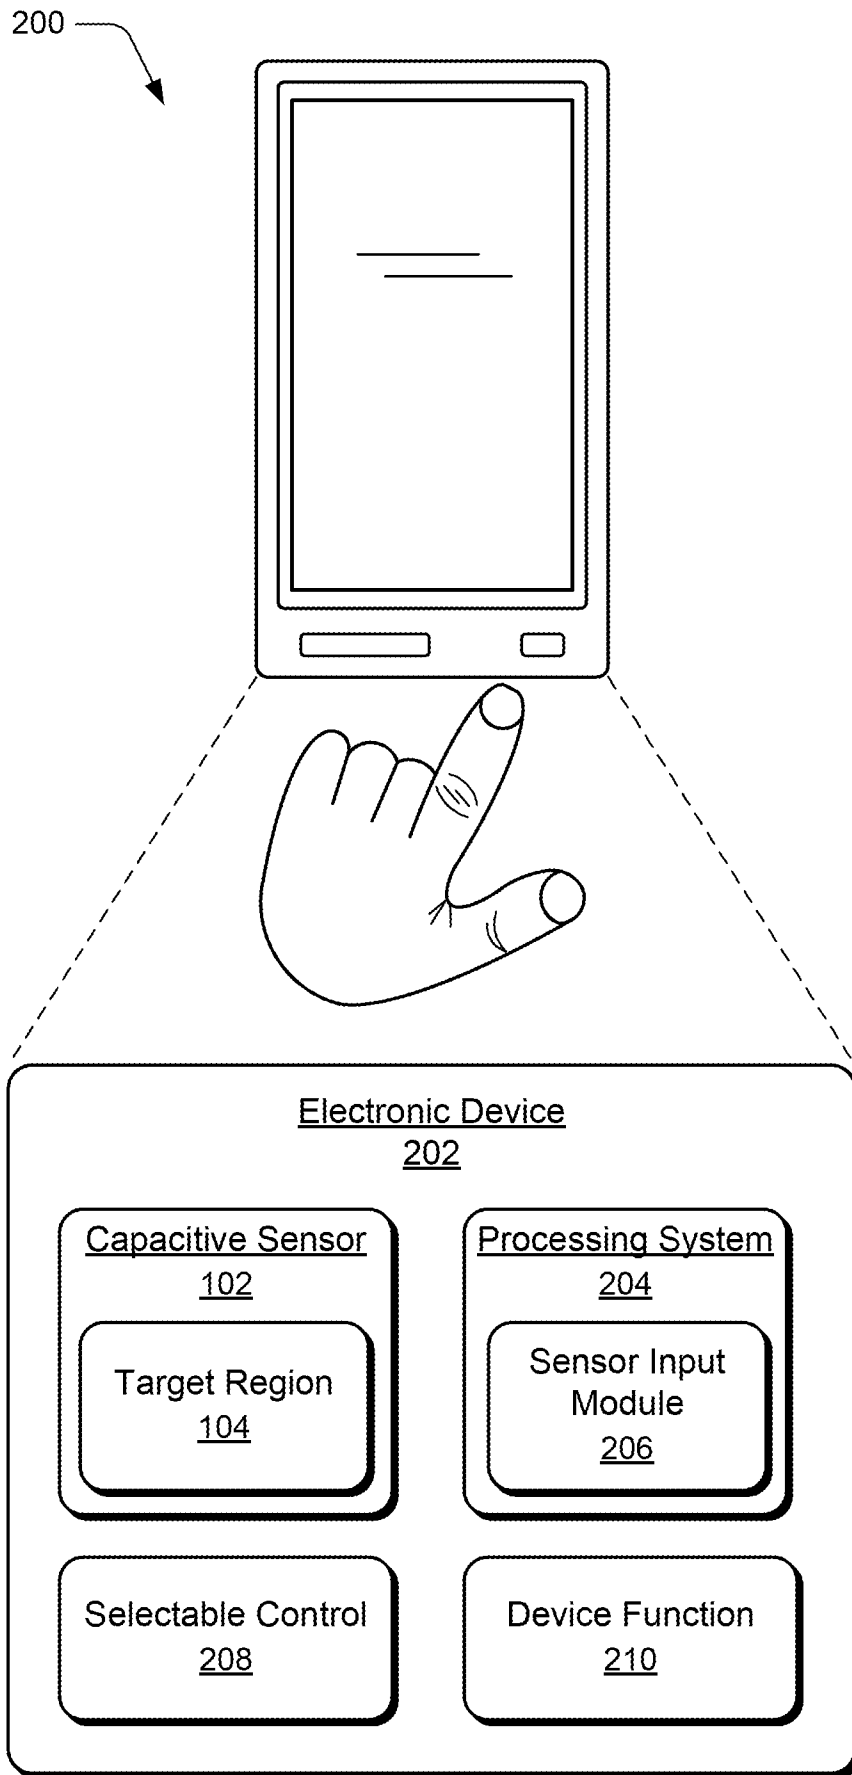 200
Electronic Device
202
Capacitive Sensor
102
Target Region
104
Processing System
204
Sensor Input
Module
206
Selectable Control
208
Device Function
210